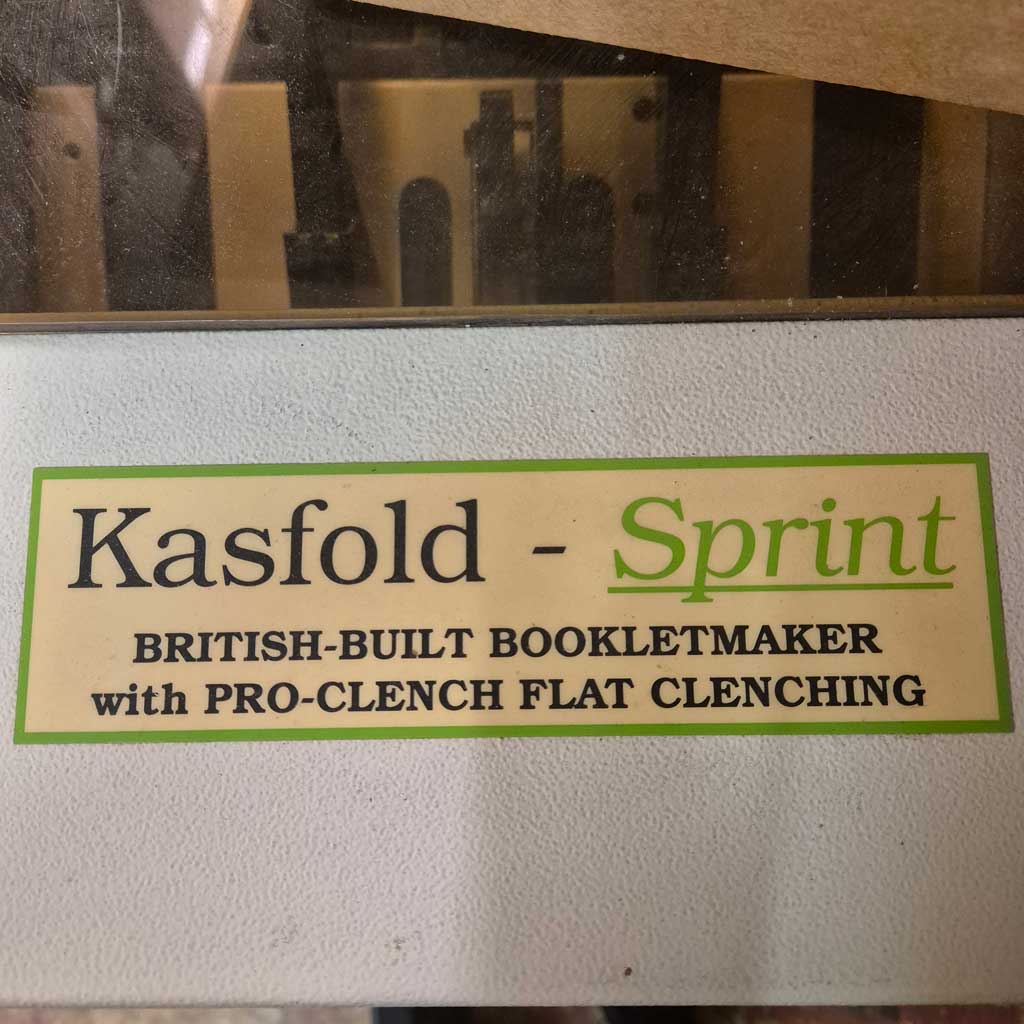 Kasfold - Sprint
BRITISH-BUILT BOOKLETMAKER
with PRO-CLENCH FLAT CLENCHING